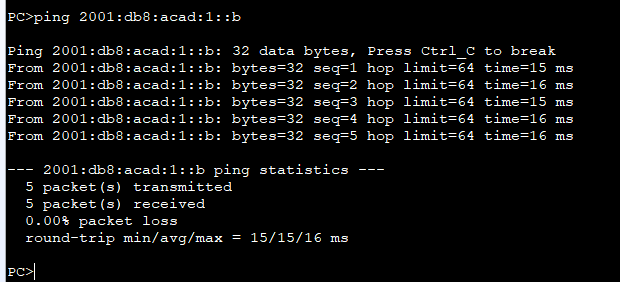 PC>ping 2001:db8:acad:1::b
Ping 2001:db8:acad:1::b: 32 data bytes, Press Ctrl_C to break
From 2001:db8:acad:1::b: bytes=32 seq=1 hop limit=64 time=15 ms
From 2001:db8:acad:1::b: bytes=32 seq=2 hop limit=64 time=16 ms
From 2001:db8:acad:1::b: bytes=32 seq=3 hop limit=64 time=15 ms
From 2001:db8:acad:1::b: bytes=32 seq=4 hop limit=64 time=16 ms
From 2001:db8:acad:1::b: bytes=32 seq=5 hop limit=64 time=16 ms
--- 2001:db8:acad:1::b ping statistics ---
5 packet(s) transmitted
5 packet(s) received
0.00% packet loss
round-trip min/avg/max = 15/15/16 ms
PC>